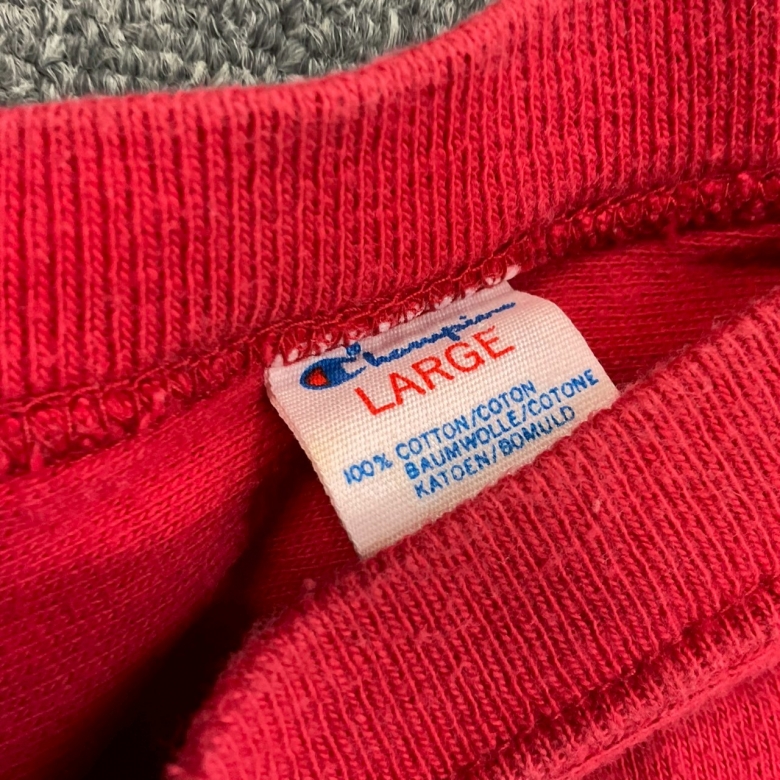 Champion
LARGE
100% COTTON/COTON
BAUMWOLLE/COTONE
KATOEN/BOMULD